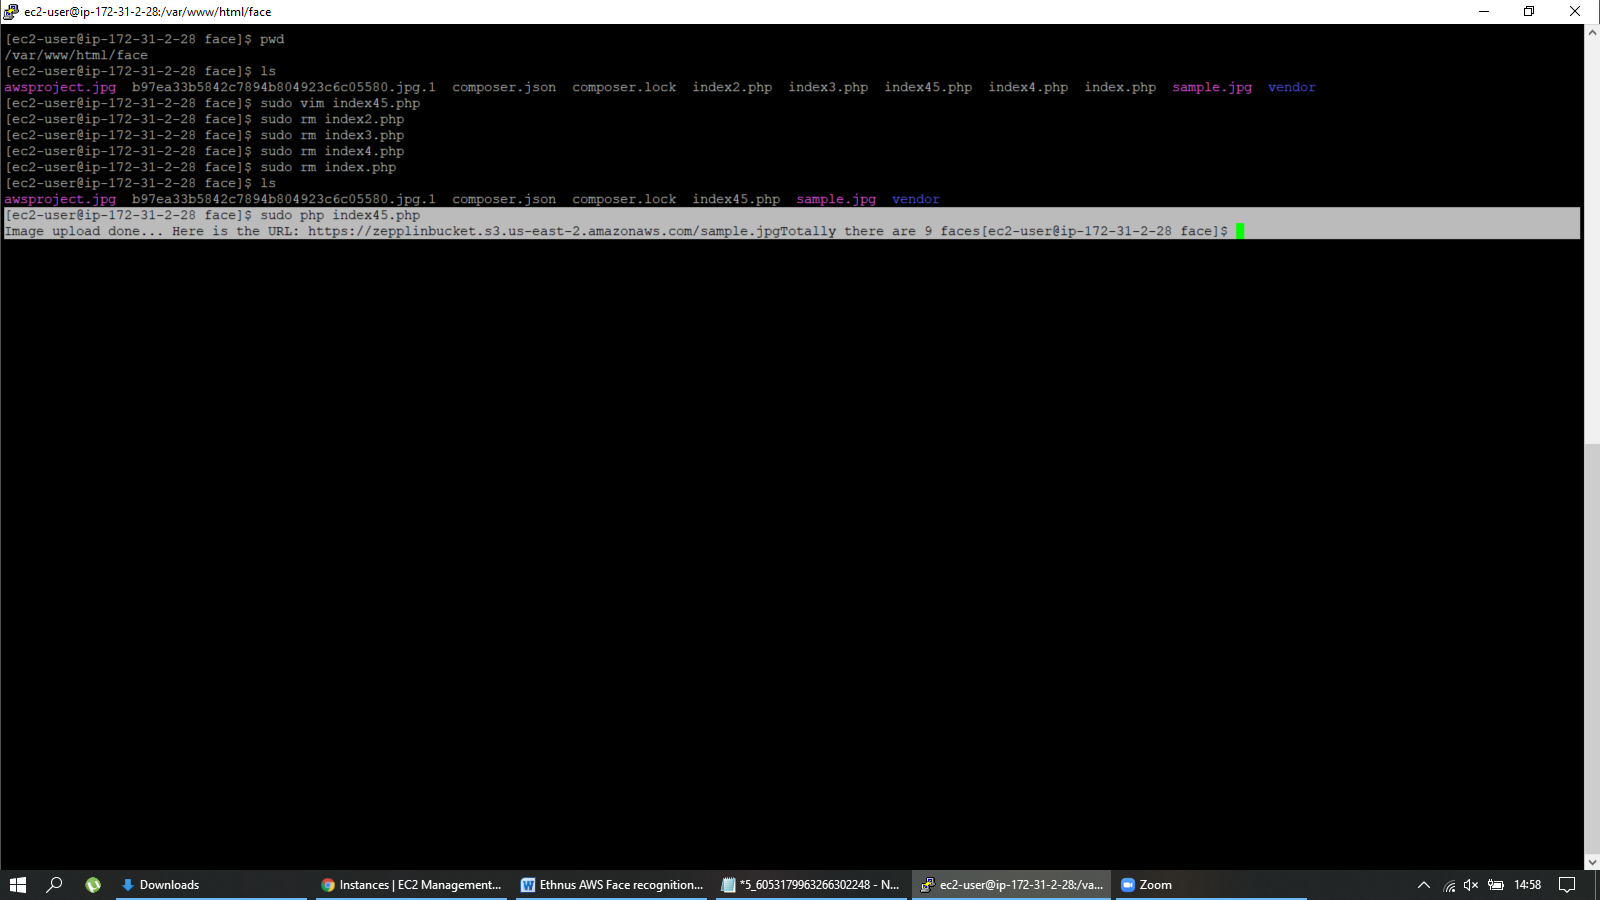 ec2-user@ip-172-31-2-28:/var/www/html/face
[ec2-user@ip-172-31-2-28 face]$ pwd
/var/www/html/face
[ec2-user@ip-172-31-2-28 face]$ ls
awsproject.jpg  b97ea33b5842c7894b804923c6c05580.jpg.1  composer.json  composer.lock  index2.php  index3.php  index45.php  index4.php  index.php  sample.jpg  vendor
[ec2-user@ip-172-31-2-28 face]$ sudo vim index45.php
[ec2-user@ip-172-31-2-28 face]$ sudo rm index2.php
[ec2-user@ip-172-31-2-28 face]$ sudo rm index3.php
[ec2-user@ip-172-31-2-28 face]$ sudo rm index4.php
[ec2-user@ip-172-31-2-28 face]$ sudo rm index.php
[ec2-user@ip-172-31-2-28 face]$ ls
awsproject.jpg  b97ea33b5842c7894b804923c6c05580.jpg.1  composer.json  composer.lock  index45.php  sample.jpg  vendor
[ec2-user@ip-172-31-2-28 face]$ sudo php index45.php
Image upload done... Here is the URL: https://zepplinbucket.s3.us-east-2.amazonaws.com/sample.jpgTotally there are 9 faces[ec2-user@ip-172-31-2-28 face]$
Downloads  Instances | EC2 Management...  Ethnus AWS Face recognition...  *5_6053179963266302248 - N...  ec2-user@ip-172-31-2-28:/va...  Zoom  14:58